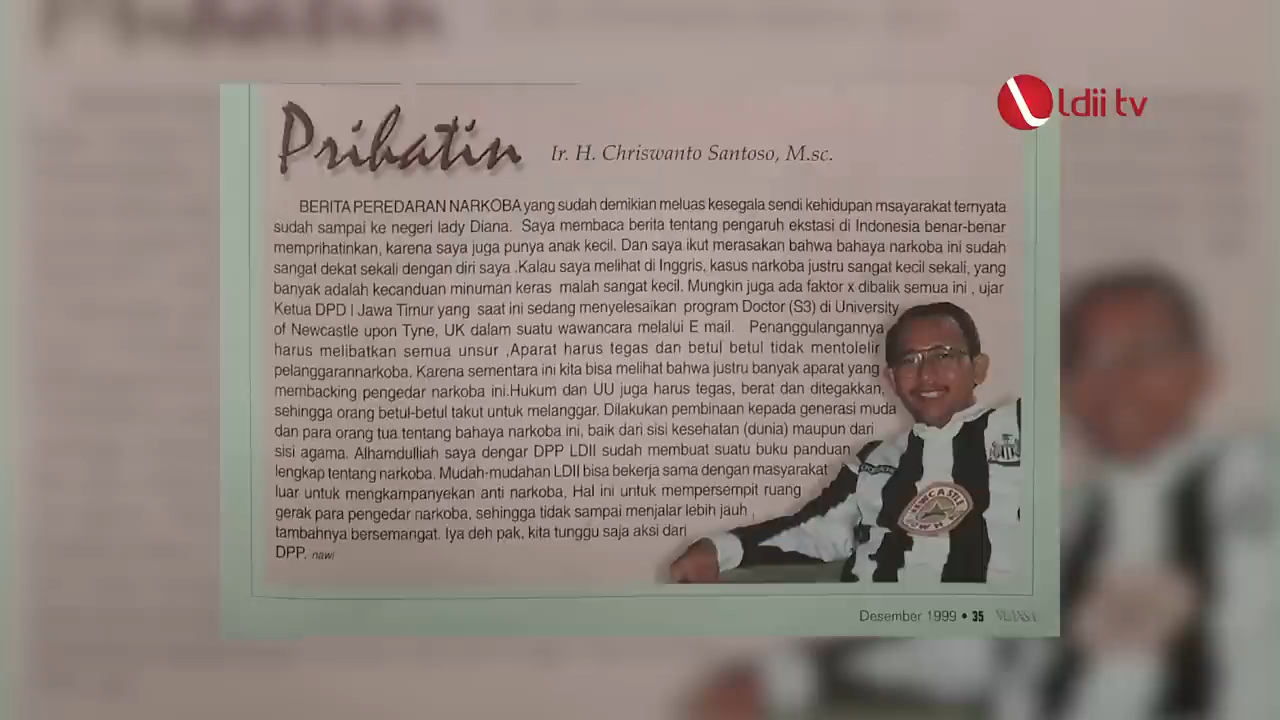 ldii tv
Prihatin
Ir. H. Chriswanto Santoso, M.sc.
BERITA PEREDARAN NARKOBA yang sudah demikian meluas kesegala sendi kehidupan msayarakat ternyata
sudah sampai ke negeri lady Diana. Saya membaca berita tentang pengaruh ekstasi di Indonesia benar-benar
memprihatinkan, karena saya juga punya anak kecil. Dan saya ikut merasakan bahwa bahaya narkoba ini sudah
sangat dekat sekali dengan diri saya .Kalau saya melihat di Inggris, kasus narkoba justru sangat kecil sekali, yang
banyak adalah kecanduan minuman keras malah sangat kecil. Mungkin juga ada faktor x dibalik semua ini , ujar
Ketua DPD I Jawa Timur yang saat ini sedang menyelesaikan program Doctor (S3) di University
of Newcastle upon Tyne, UK dalam suatu wawancara melalui E mail. Penanggulangannya
harus melibatkan semua unsur ,Aparat harus tegas dan betul betul tidak mentolelir
pelanggarannarkoba. Karena sementara ini kita bisa melihat bahwa justru banyak aparat yang
membacking pengedar narkoba ini.Hukum dan UU juga harus tegas, berat dan ditegakkan,
sehingga orang betul-betul takut untuk melanggar. Dilakukan pembinaan kepada generasi muda
dan para orang tua tentang bahaya narkoba ini, baik dari sisi kesehatan (dunia) maupun dari
sisi agama. Alhamdulliah saya dengar DPP LDII sudah membuat suatu buku panduan
lengkap tentang narkoba. Mudah-mudahan LDII bisa bekerja sama dengan masyarakat
luar untuk mengkampanyekan anti narkoba, Hal ini untuk mempersempit ruang
gerak para pengedar narkoba, sehingga tidak sampai menjalar lebih jauh ,
tambahnya bersemangat. Iya deh pak, kita tunggu saja aksi dari
DPP. nawi
NEWCASTLE
Desember 1999 • 35